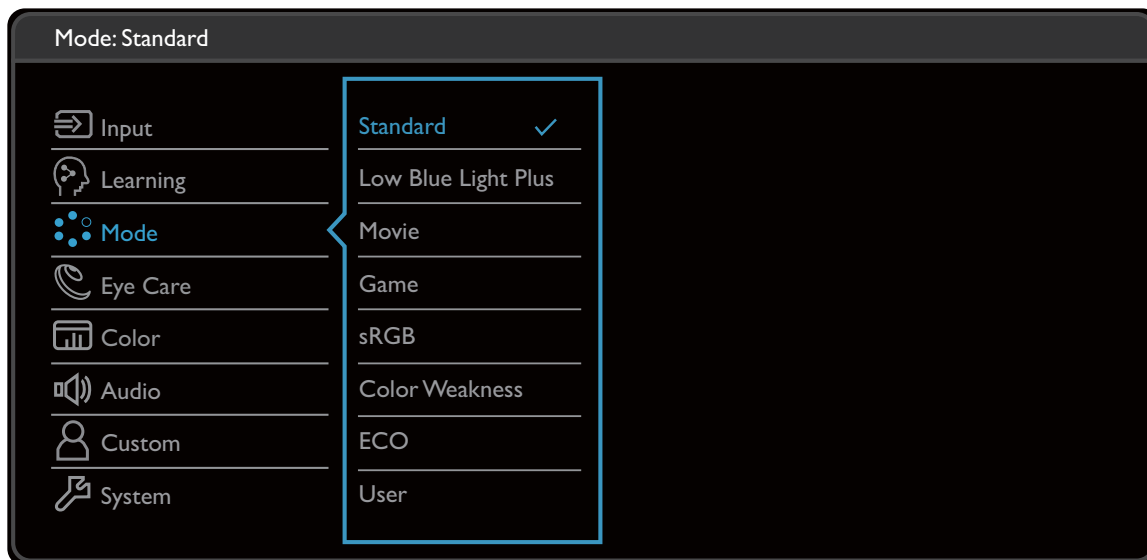 Mode: Standard
Input
Learning
Mode
Eye Care
Color
Audio
Custom
System
Standard
Low Blue Light Plus
Movie
Game
sRGB
Color Weakness
ECO
User